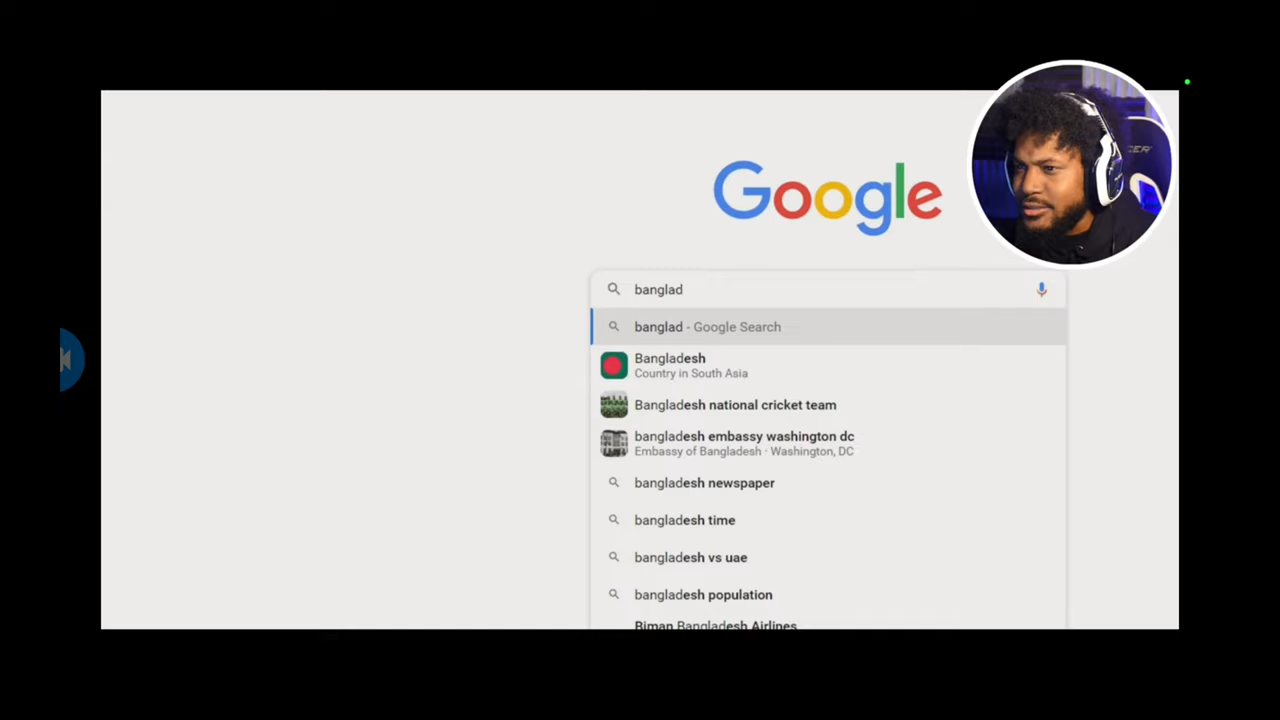 Google
banglad
banglad - Google Search
Bangladesh
Country in South Asia
Bangladesh national cricket team
bangladesh embassy washington dc
Embassy of Bangladesh · Washington, DC
bangladesh newspaper
bangladesh time
bangladesh vs uae
bangladesh population
Biman Bangladesh Airlines